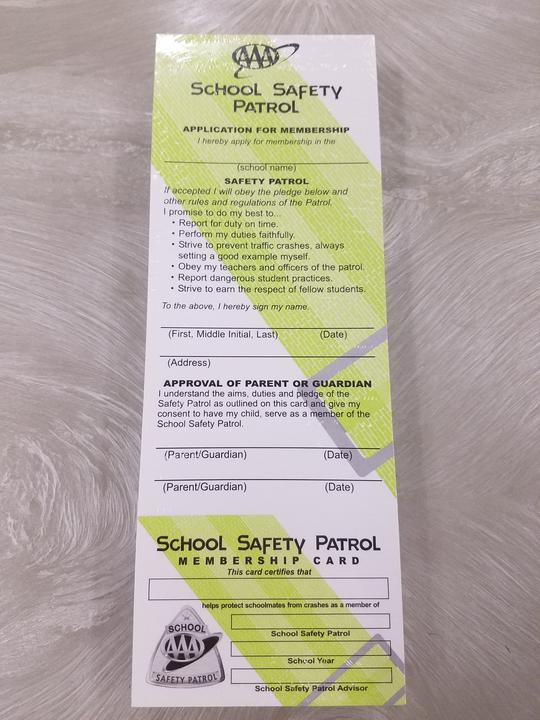 AAA
SCHOOL SAFETY
PATROL
APPLICATION FOR MEMBERSHIP
I hereby apply for membership in the
(school name)
SAFETY PATROL
If accepted I will obey the pledge below and
other rules and regulations of the Patrol.
I promise to do my best to...
• Report for duty on time.
• Perform my duties faithfully.
• Strive to prevent traffic crashes, always
setting a good example myself.
• Obey my teachers and officers of the patrol.
• Report dangerous student practices.
• Strive to earn the respect of fellow students.
To the above, I hereby sign my name.
(First, Middle Initial, Last) (Date)
(Address)
APPROVAL OF PARENT OR GUARDIAN
I understand the aims, duties and pledge of the
Safety Patrol as outlined on this card and give my
consent to have my child, serve as a member of the
School Safety Patrol.
(Parent/Guardian) (Date)
(Parent/Guardian) (Date)
SCHOOL SAFETY PATROL
MEMBERSHIP CARD
This card certifies that
helps protect schoolmates from crashes as a member of
School Safety Patrol
School Year
School Safety Patrol Advisor
SCHOOL
AAA
SAFETY PATROL